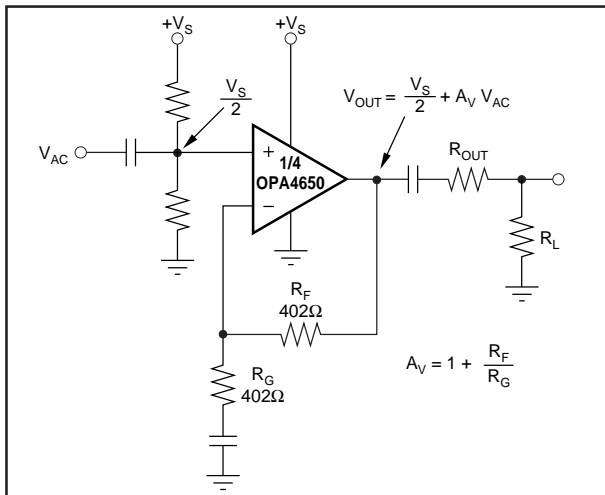 +V_S
+V_S
V_S/2
V_OUT = V_S/2 + A_V V_AC
V_AC
+
1/4
OPA4650
−
R_OUT
R_L
R_F
402Ω
R_G
402Ω
A_V = 1 + R_F/R_G